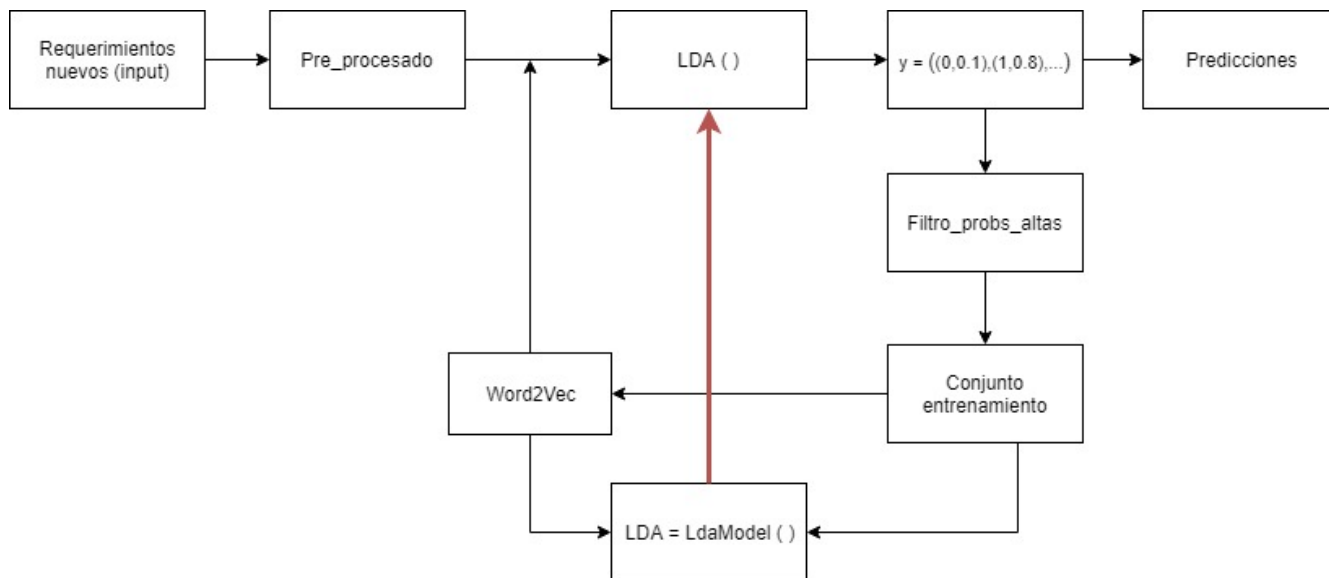 Requerimientos
nuevos (input)
Pre_procesado
LDA ( )
y = ((0,0.1),(1,0.8),...)
Predicciones
Filtro_probs_altas
Word2Vec
Conjunto
entrenamiento
LDA = LdaModel ( )